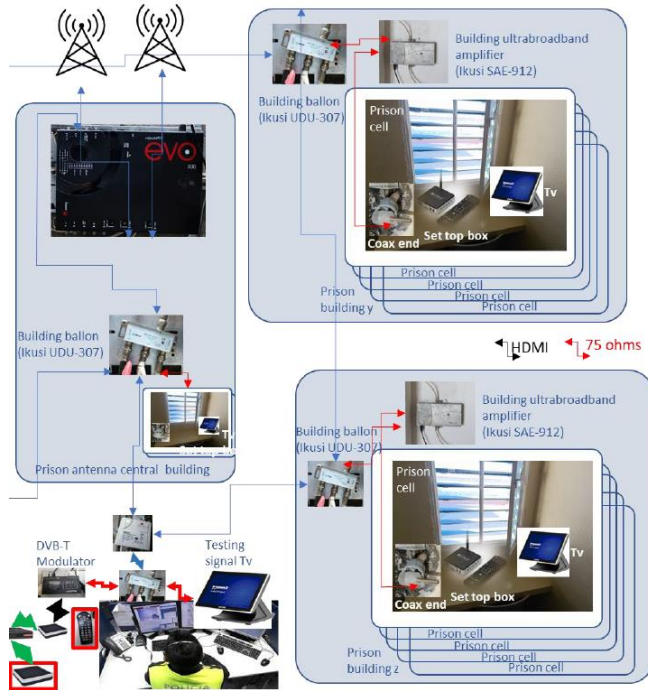 Building ultrabroadband
amplifier
(Ikusi SAE-912)
Building ballon
(Ikusi UDU-307)
Prison
cell
Tv
Coax end
Set top box
Prison cell
Prison cell
Prison cell
Prison cell
Prison
building y
evo
Building ballon
(Ikusi UDU-307)
Prison antenna central building
HDMI
75 ohms
Building ultrabroadband
amplifier
(Ikusi SAE-912)
Building ballon
(Ikusi UDU-307)
Prison
cell
Tv
Coax end
Set top box
Prison cell
Prison cell
Prison cell
Prison cell
Prison
building z
DVB-T
Modulator
Testing
signal Tv
POLICIA